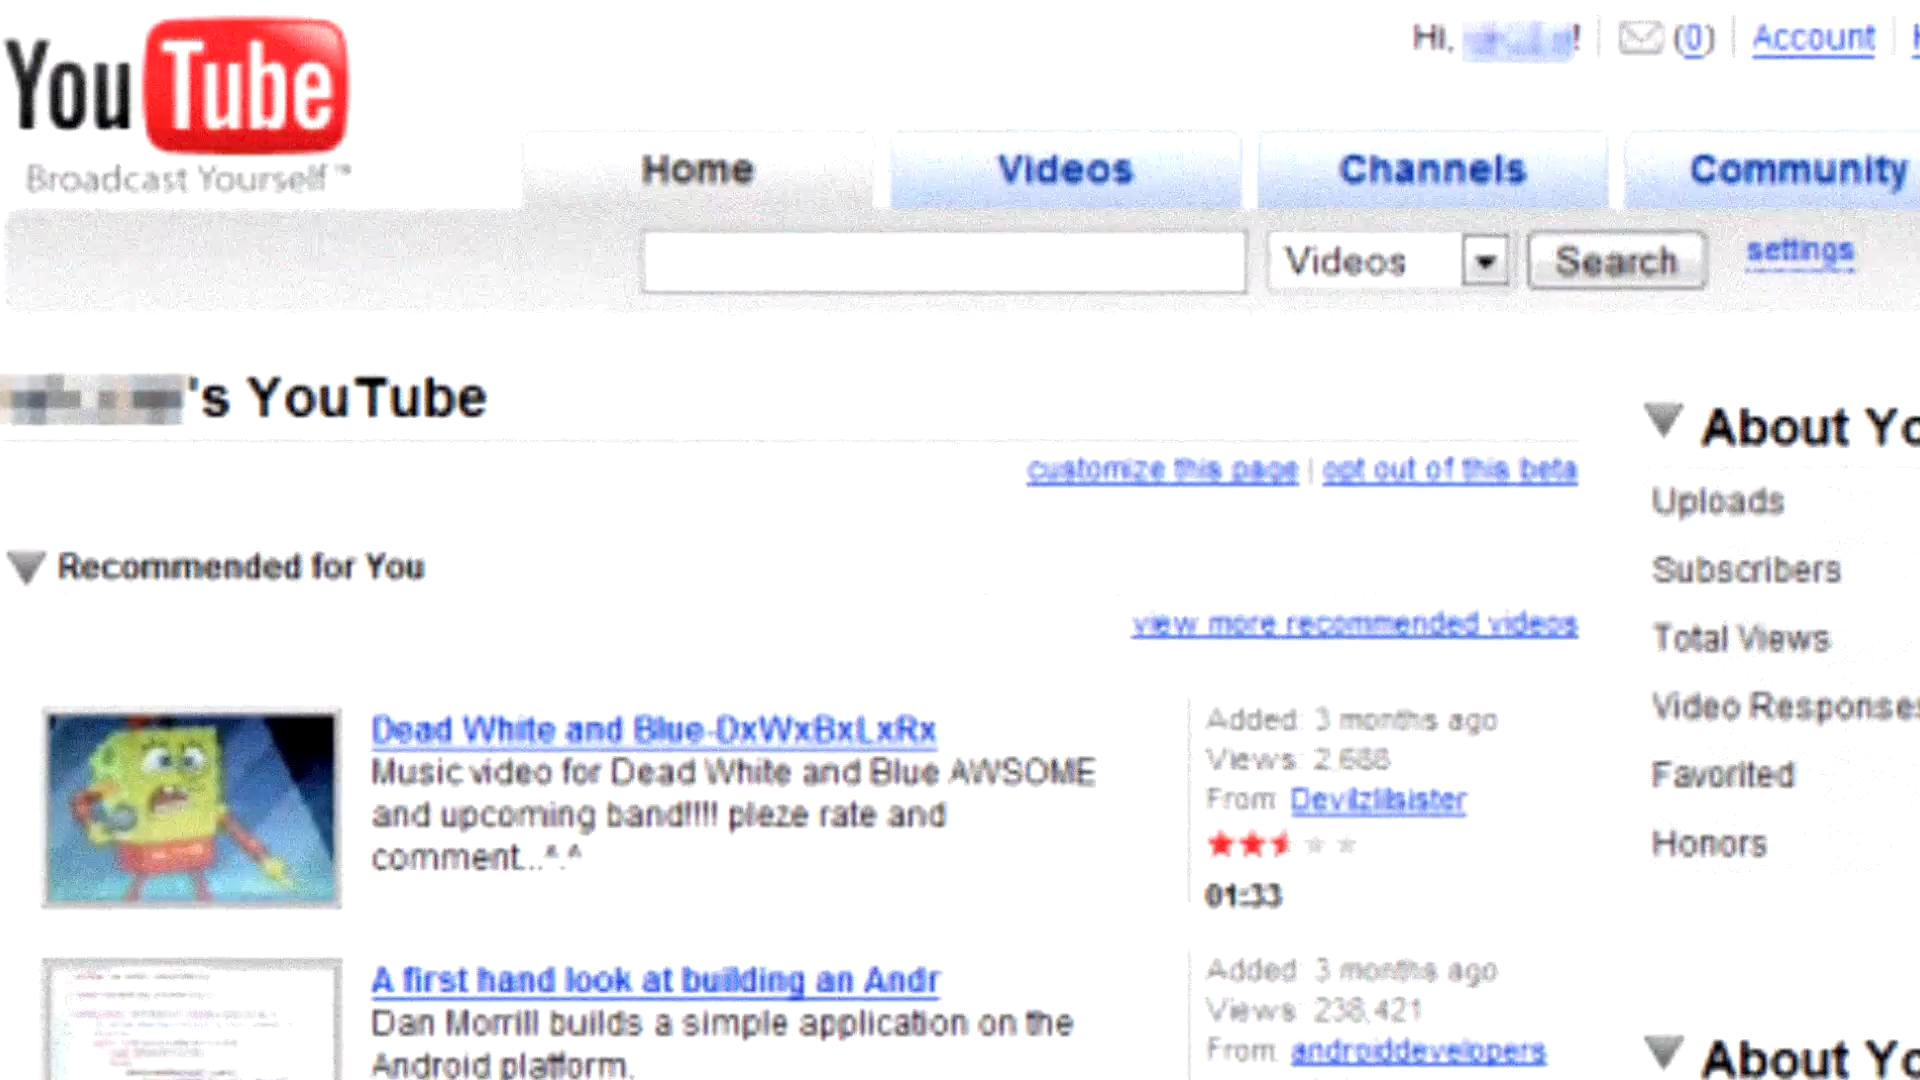 YouTube
Broadcast Yourself™
Hi, ! (0) Account
Home Videos Channels Community
Videos Search settings
's YouTube
customize this page | opt out of this beta
Recommended for You
view more recommended videos
Dead White and Blue-DxWxBxLxRx
Music video for Dead White and Blue AWSOME
and upcoming band!!!! pleze rate and
comment...^.^
Added: 3 months ago
Views: 2,688
From: Devilzlilsister
01:33
A first hand look at building an Andr
Dan Morrill builds a simple application on the
Android platform.
Added: 3 months ago
Views: 238,421
From: androiddevelopers
About Yo
Uploads
Subscribers
Total Views
Video Responses
Favorited
Honors
About Yo